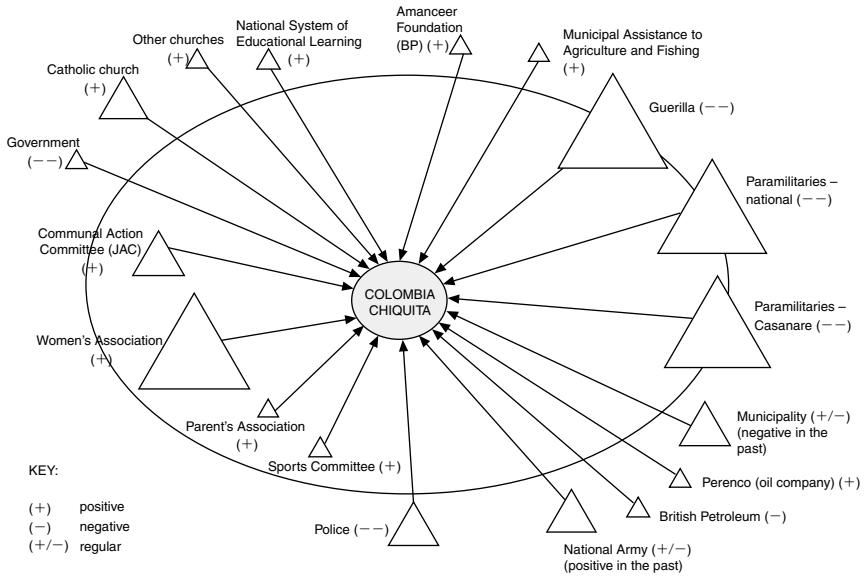 National System of
Educational Learning
(+)
Amanceer
Foundation
(BP) (+)
Municipal Assistance to
Agriculture and Fishing
(+)
Other churches
(+)
Catholic church
(+)
Guerilla (−−)
Government
(−−)
Paramilitaries –
national (−−)
Communal Action
Committee (JAC)
(+)
COLOMBIA
CHIQUITA
Paramilitaries –
Casanare (−−)
Women's Association
(+)
Parent's Association
(+)
Municipality (+/−)
(negative in the
past)
Sports Committee (+)
Perenco (oil company) (+)
British Petroleum (−)
Police (−−)
National Army (+/−)
(positive in the past)
KEY:
(+) positive
(−) negative
(+/−) regular